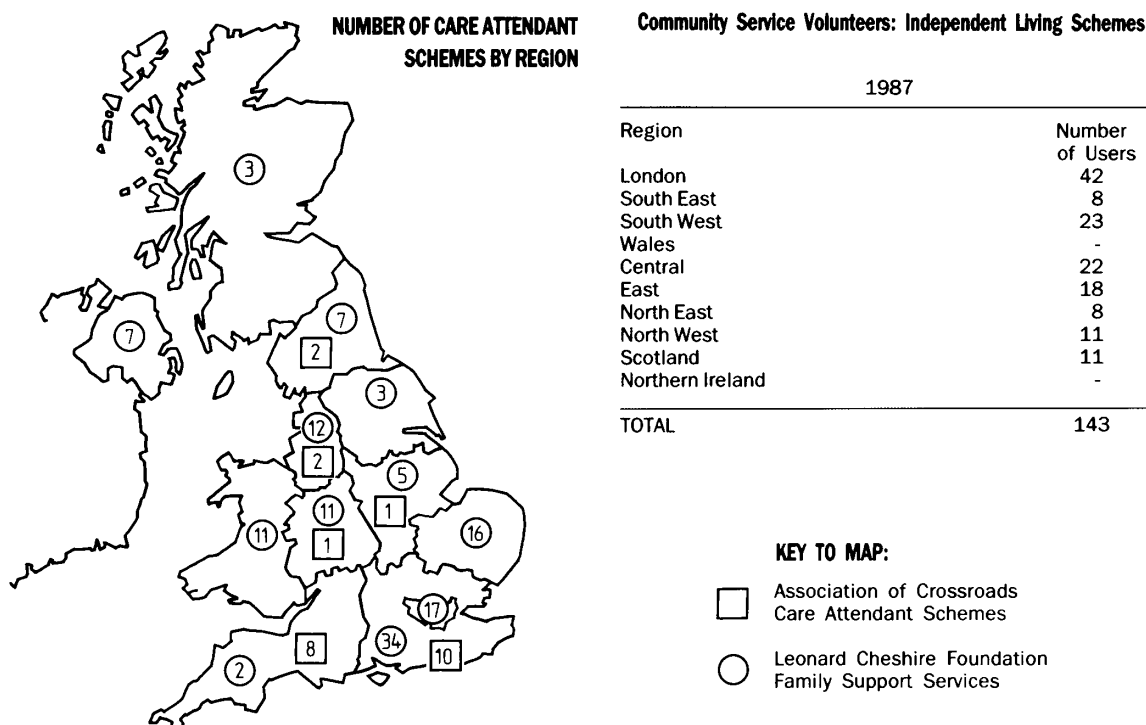 NUMBER OF CARE ATTENDANT
SCHEMES BY REGION
3
7
7
2
3
12
2
5
1
11
1
11
16
17
34
10
8
2
Community Service Volunteers: Independent Living Schemes
1987
Region Number
of Users
London 42
South East 8
South West 23
Wales -
Central 22
East 18
North East 8
North West 11
Scotland 11
Northern Ireland -
TOTAL 143
KEY TO MAP:
Association of Crossroads
Care Attendant Schemes
Leonard Cheshire Foundation
Family Support Services